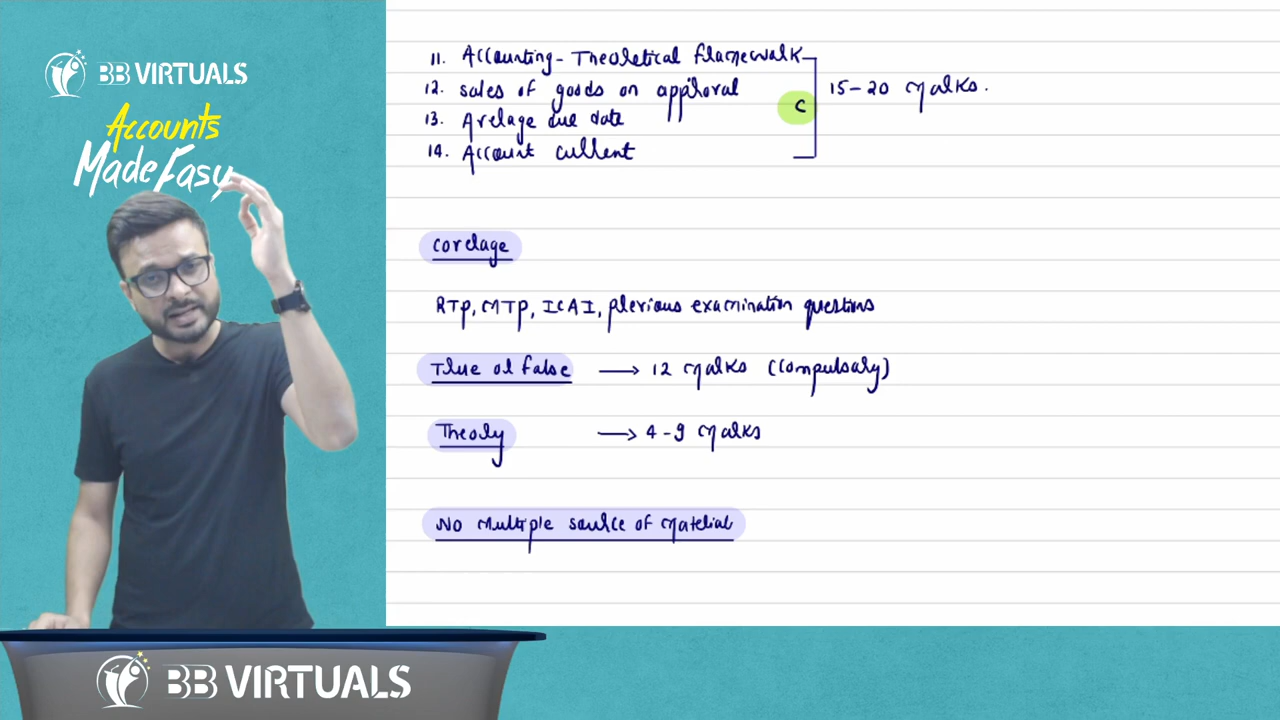 BB VIRTUALS
Accounts
Made Easy
11. Accounting - Theoretical framework
12. sales of goods on approval
13. Average due date
14. Account current
C
15-20 Marks.
Coverage
RTP, MTP, ICAI, previous examination questions
True or false → 12 Marks (Compulsary)
Theory → 4-9 Marks
No Multiple source of Material
BB VIRTUALS